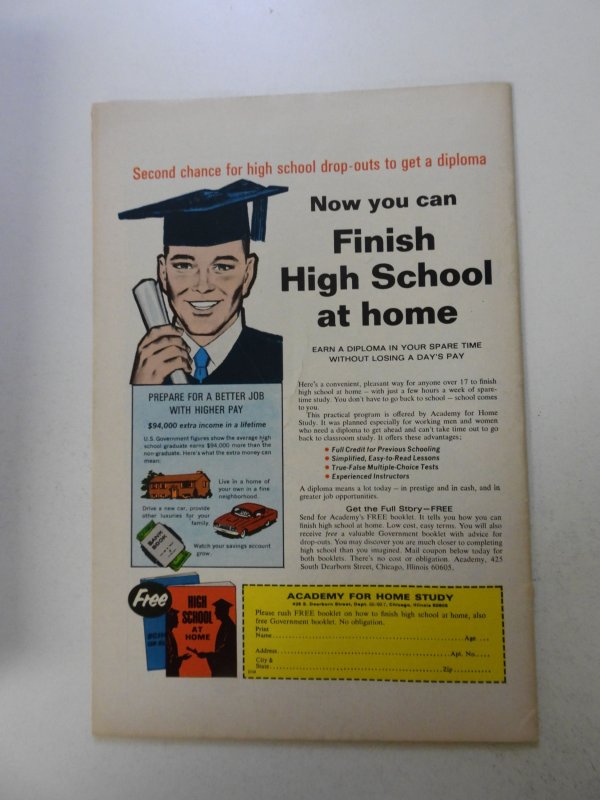 Second chance for high school drop-outs to get a diploma
Now you can
Finish
High School
at home
EARN A DIPLOMA IN YOUR SPARE TIME
WITHOUT LOSING A DAY'S PAY
PREPARE FOR A BETTER JOB
WITH HIGHER PAY
$94,000 extra income in a lifetime
U.S. Government figures show the average high
school-graduate earns $94,000 more than the
non-graduate. Here's what the extra money can
mean:
Live in a home of
your own in a fine
neighborhood.
Drive a new car, provide
other luxuries for your
family.
BANK
BOOK
Watch your savings account
grow.
Here's a convenient, pleasant way for anyone over 17 to finish
high school at home — with just a few hours a week of spare-
time study. You don't have to go back to school — school comes
to you.
This practical program is offered by Academy for Home
Study. It was planned especially for working men and women
who need a diploma to get ahead and can't take time out to go
back to classroom study. It offers these advantages;
• Full Credit for Previous Schooling
• Simplified, Easy-to-Read Lessons
• True-False Multiple-Choice Tests
• Experienced Instructors
A diploma means a lot today — in prestige and in cash, and in
greater job opportunities.
Get the Full Story—FREE
Send for Academy's FREE booklet. It tells you how you can
finish high school at home. Low cost, easy terms. You will also
receive free a valuable Government booklet with advice for
drop-outs. You may discover you are much closer to completing
high school than you imagined. Mail coupon below today for
both booklets. There's no cost or obligation. Academy, 425
South Dearborn Street, Chicago, Illinois 60605.
Free
HIGH
SCHOOL
AT
HOME
ACADEMY FOR HOME STUDY
425 S. Dearborn Street, Dept. Chicago, Illinois 60605
Please rush FREE booklet on how to finish high school at home, also
free Government booklet. No obligation.
Print
Name Age
Address Apt. No.
City &
State Zip